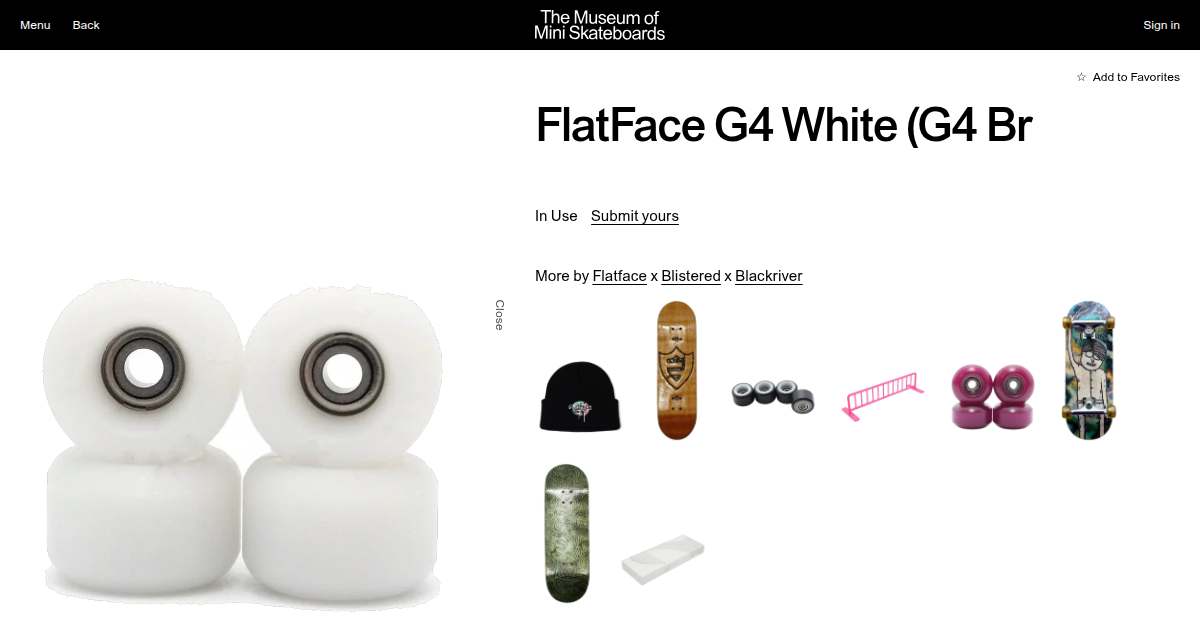 Menu
Back
The Museum of
Mini Skateboards
Sign in
☆ Add to Favorites
FlatFace G4 White (G4 Br
In Use Submit yours
Close
More by Flatface x Blistered x Blackriver